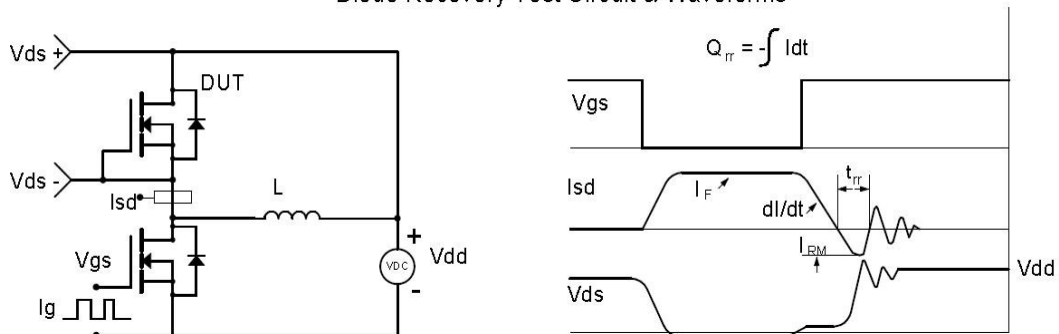 Diode Recovery Test Circuit & Waveforms
Vds +
DUT
Vds -
Isd
L
Vgs
Ig
+
VDC
-
Vdd
Q rr = -∫ Idt
Vgs
Isd
I F
dI/dt
t rr
I RM
Vdd
Vds